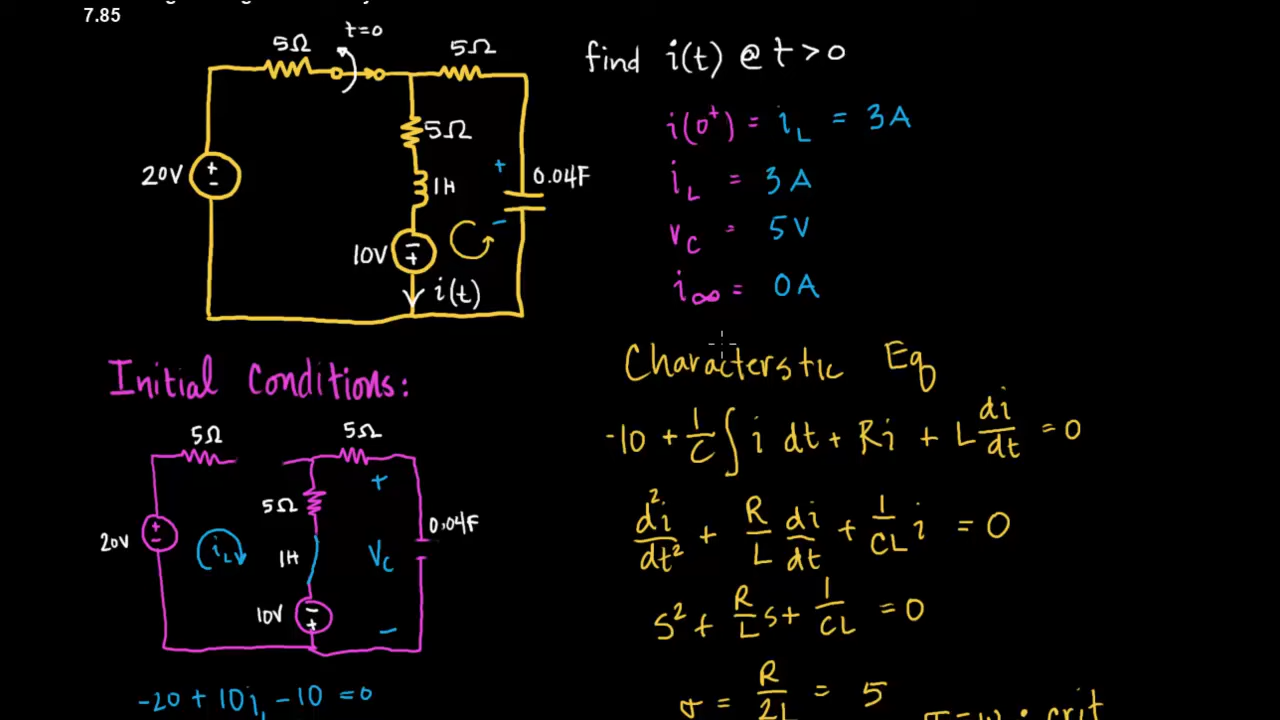 7.85
5Ω
t=0
5Ω
find i(t) @ t>0
5Ω
20V
+
-
1H
+
-
0.04F
10V
-
+
i(t)
i(0⁺) = i_L = 3A
i_L = 3A
v_C = 5V
i_∞ = 0A
Initial Conditions:
5Ω
5Ω
5Ω
20V
+
-
i_L
1H
10V
-
+
+
V_C
-
0.04F
-20 + 10i_L - 10 = 0
Characterstic Eq
-10 + 1/C ∫ i dt + Ri + L di/dt = 0
d²i/dt² + R/L di/dt + 1/CL i = 0
s² + R/L s + 1/CL = 0
σ = R/2L = 5